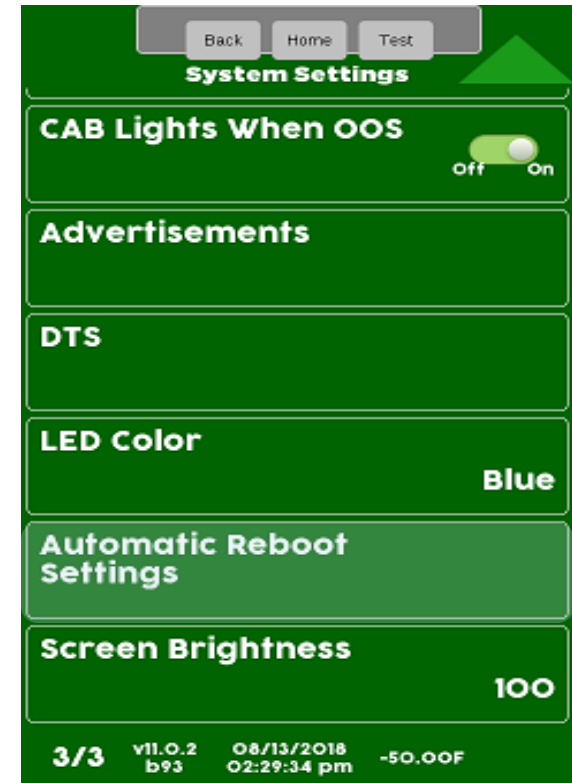 Back Home Test
System Settings
CAB Lights When OOS
Off On
Advertisements
DTS
LED Color
Blue
Automatic Reboot
Settings
Screen Brightness
100
3/3 v11.0.2 08/13/2018 -50.00F
b93 02:29:34 pm